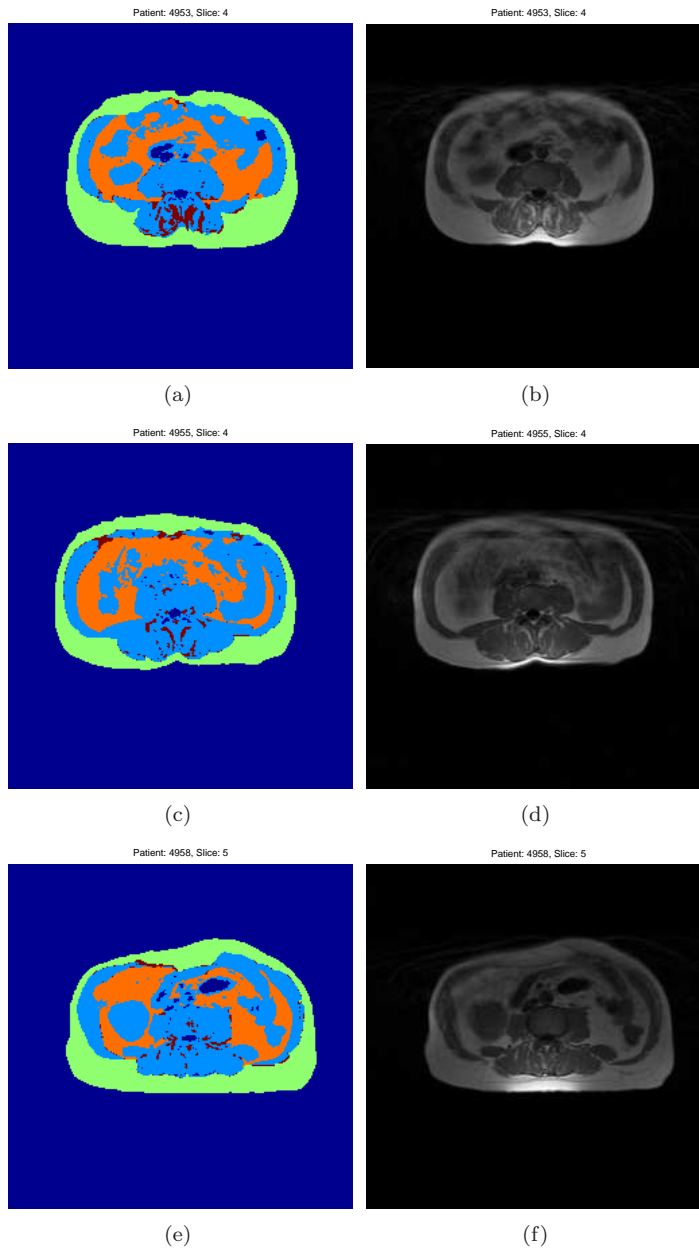 Patient: 4953, Slice: 4
Patient: 4953, Slice: 4
(a)
(b)
Patient: 4955, Slice: 4
Patient: 4955, Slice: 4
(c)
(d)
Patient: 4958, Slice: 5
Patient: 4958, Slice: 5
(e)
(f)